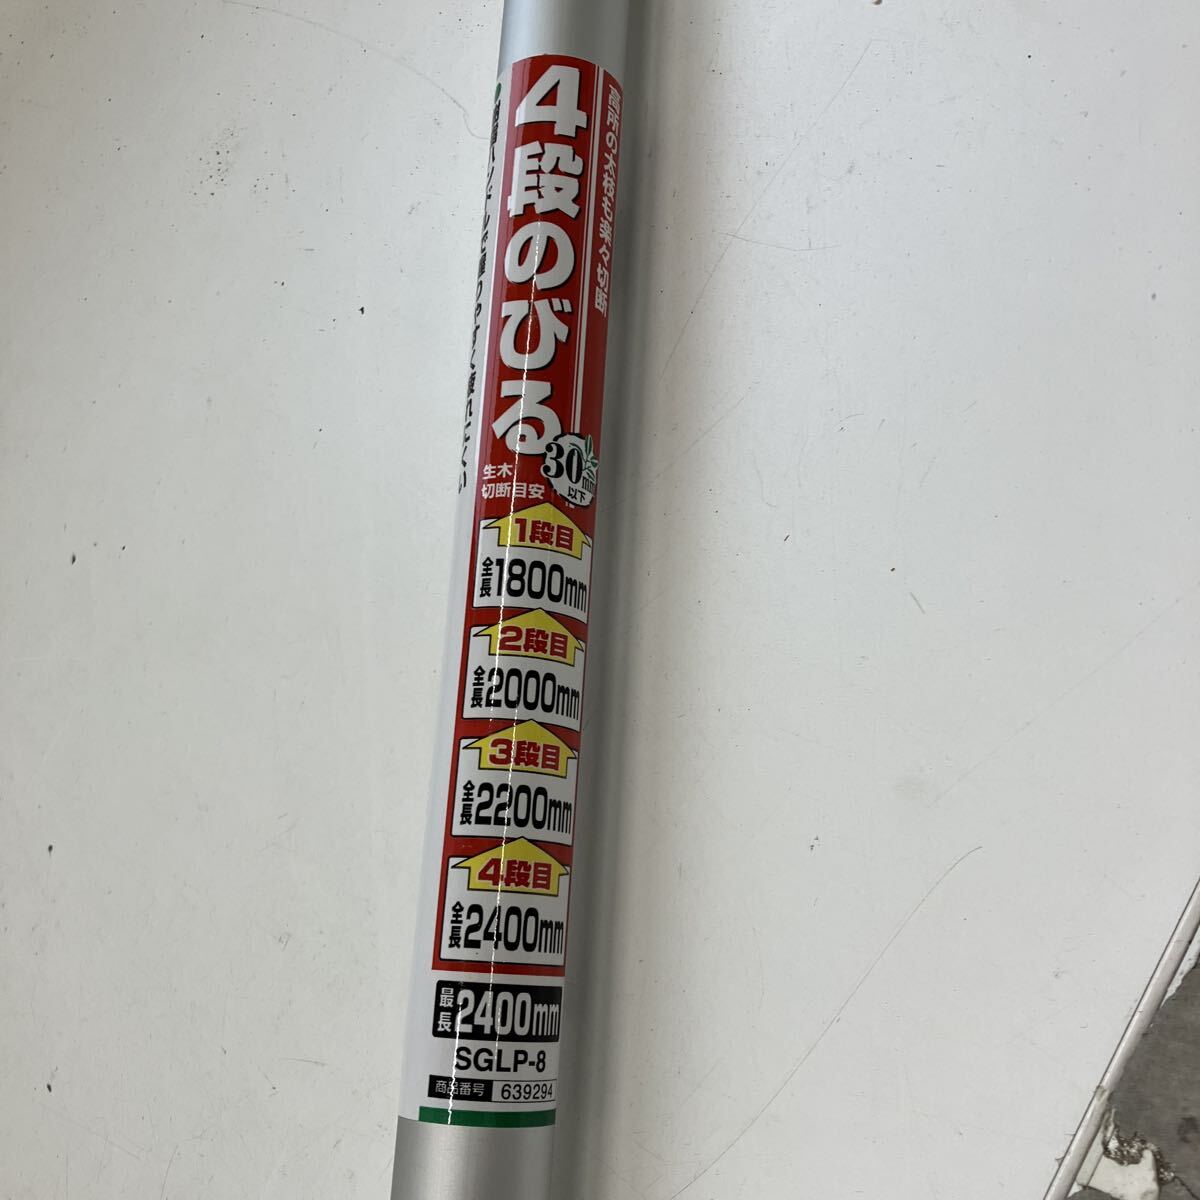 高所の太枝も楽々切断
4段のびる
生木
切断目安
30mm
以下
1段目
全長1800mm
2段目
全長2000mm
3段目
全長2200mm
4段目
全長2400mm
最長2400mm
SGLP-8
商品番号 639294